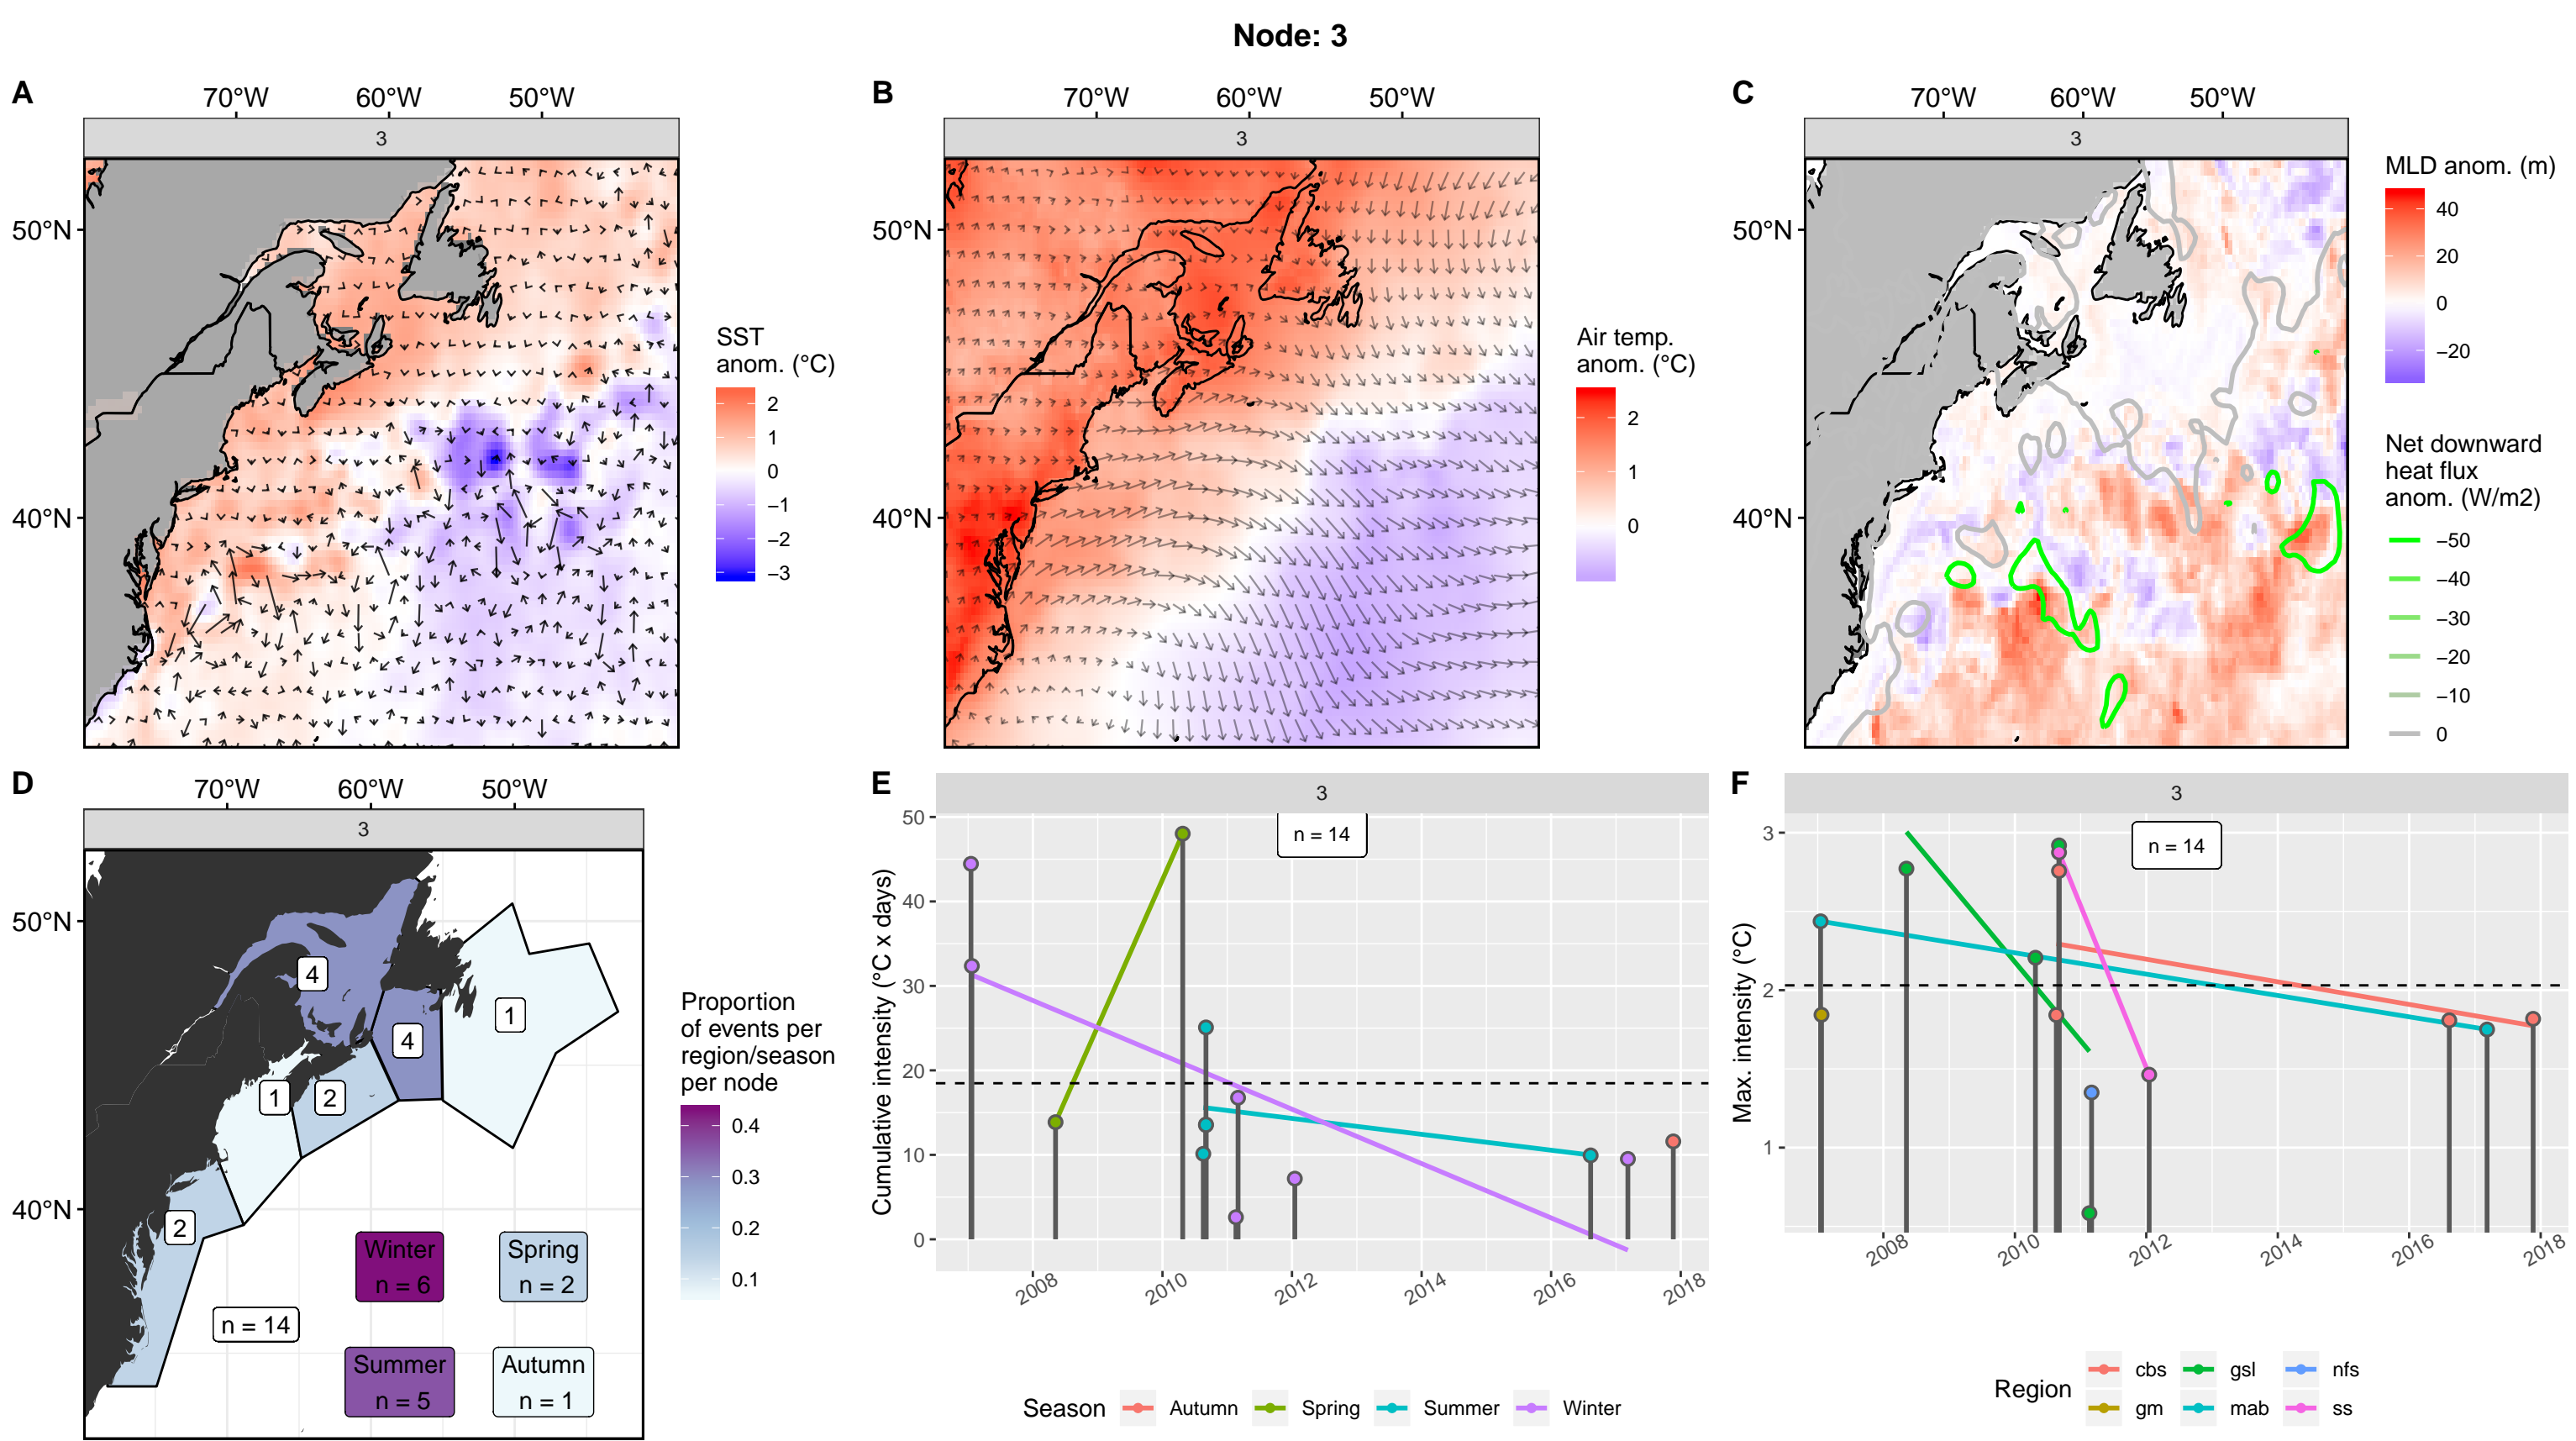 Node: 3
A
70°W 60°W 50°W
3
50°N
40°N
SST
anom. (°C)
2
1
0
−1
−2
−3
B
70°W 60°W 50°W
3
50°N
40°N
Air temp.
anom. (°C)
2
1
0
C
70°W 60°W 50°W
3
50°N
40°N
MLD anom. (m)
40
20
0
−20
Net downward
heat flux
anom. (W/m2)
−50
−40
−30
−20
−10
0
D
70°W 60°W 50°W
3
50°N
40°N
4
4
1
1
2
2
Winter
n = 6
Spring
n = 2
n = 14
Summer
n = 5
Autumn
n = 1
Proportion
of events per
region/season
per node
0.4
0.3
0.2
0.1
E
3
n = 14
Cumulative intensity (°C x days)
50
40
30
20
10
0
2008 2010 2012 2014 2016 2018
Season Autumn Spring Summer Winter
F
3
n = 14
Max. intensity (°C)
3
2
1
2008 2010 2012 2014 2016 2018
Region
cbs gsl nfs
gm mab ss